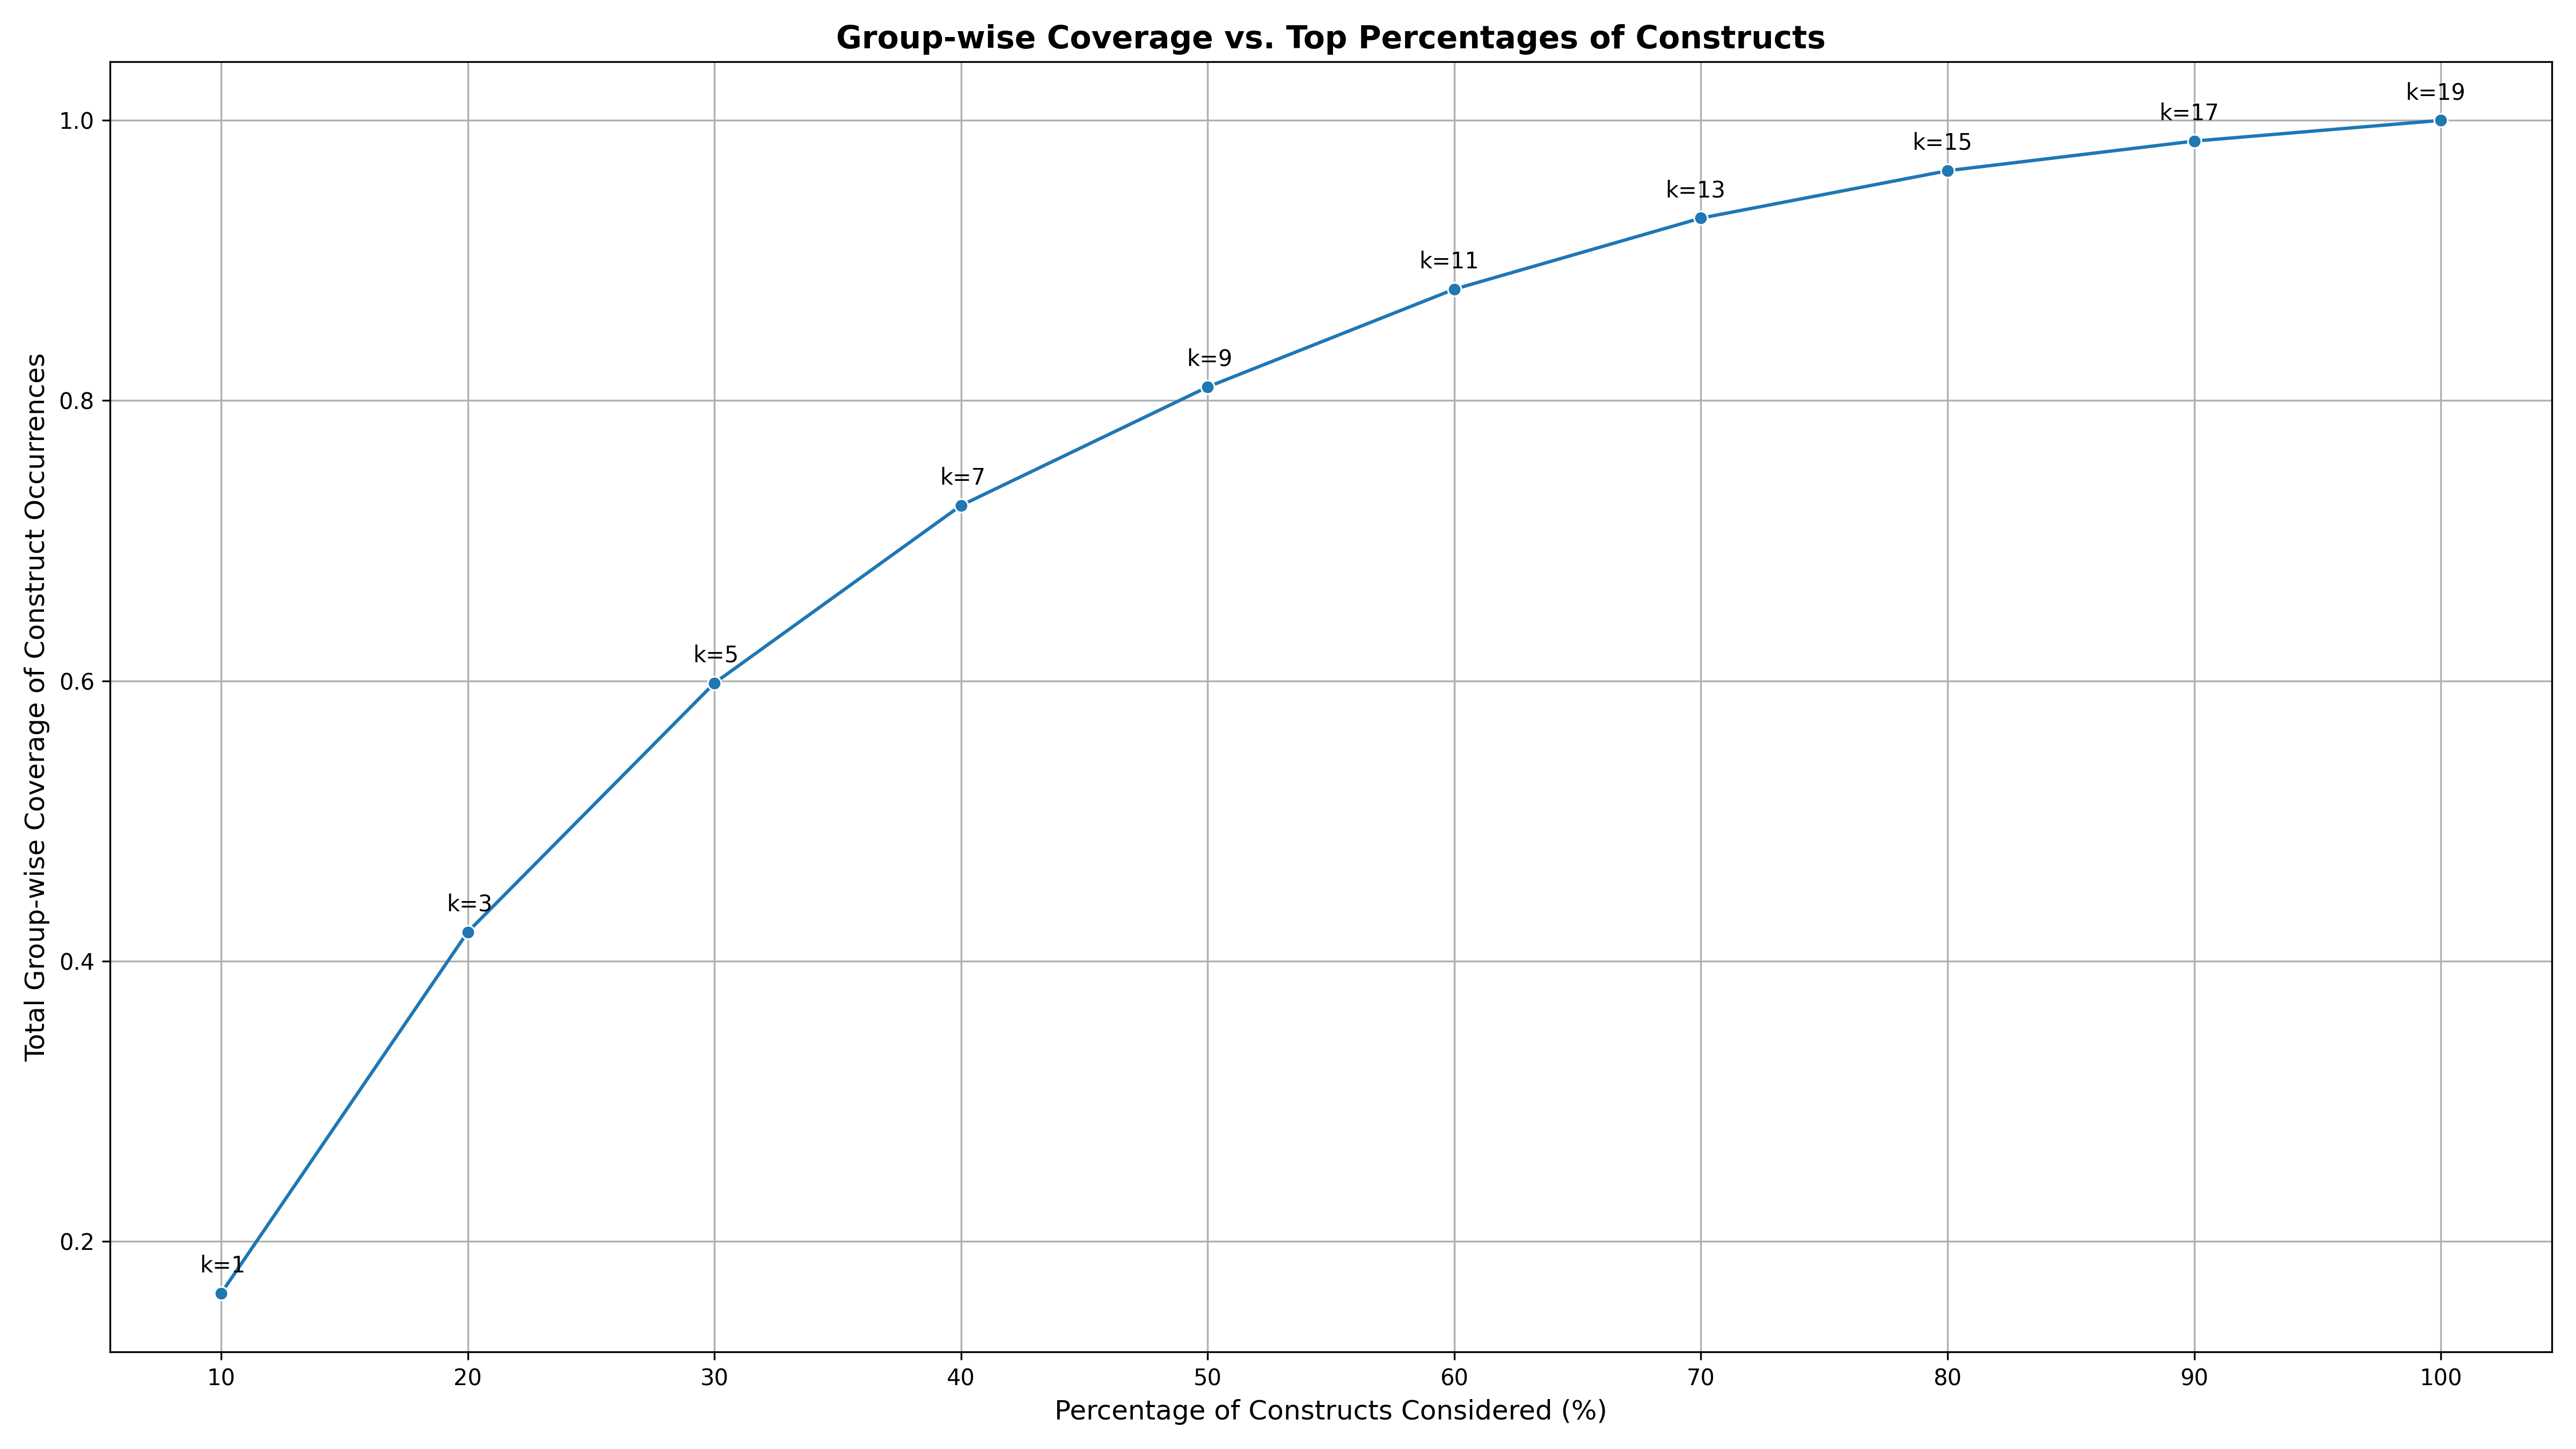 Group-wise Coverage vs. Top Percentages of Constructs
Total Group-wise Coverage of Construct Occurrences
1.0
0.8
0.6
0.4
0.2
k=1
k=3
k=5
k=7
k=9
k=11
k=13
k=15
k=17
k=19
10 20 30 40 50 60 70 80 90 100
Percentage of Constructs Considered (%)